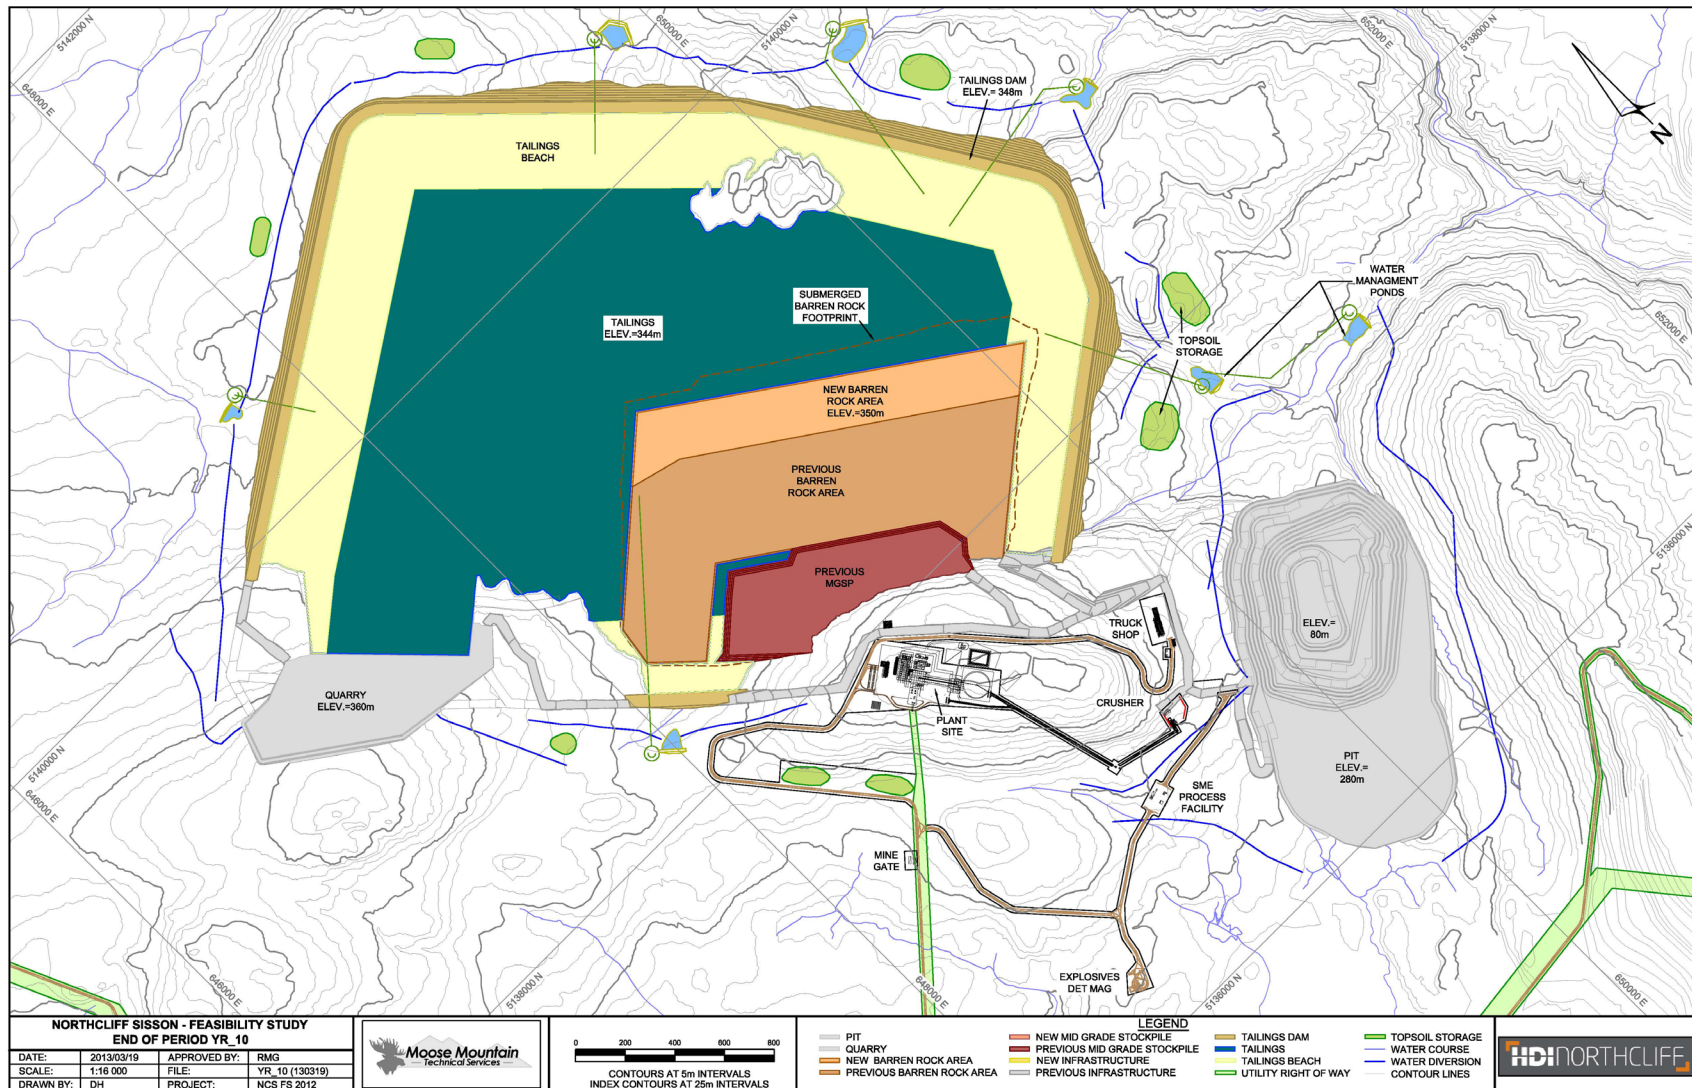 5142000 N
650000 E
5140000 N
652000 E
5138000 N
648000 E
TAILINGS DAM
ELEV.= 348m
N
TAILINGS
BEACH
WATER
MANAGMENT
PONDS
SUBMERGED
BARREN ROCK
FOOTPRINT
TAILINGS
ELEV.=344m
652000 E
TOPSOIL
STORAGE
NEW BARREN
ROCK AREA
ELEV.=350m
PREVIOUS
BARREN
ROCK AREA
5136000 N
PREVIOUS
MGSP
TRUCK
SHOP
ELEV.=
80m
QUARRY
ELEV.=360m
CRUSHER
PLANT
SITE
5140000 N
646000 E
PIT
ELEV.=
280m
SME
PROCESS
FACILITY
MINE
GATE
646000 E
5138000 N
648000 E
5136000 N
650000 E
EXPLOSIVES
DET MAG
NORTHCLIFF SISSON - FEASIBILITY STUDY
END OF PERIOD YR_10
DATE: 2013/03/19 APPROVED BY: RMG
SCALE: 1:16 000 FILE: YR_10 (130319)
DRAWN BY: DH PROJECT: NCS FS 2012
Moose Mountain
Technical Services
0 200 400 600 800
CONTOURS AT 5m INTERVALS
INDEX CONTOURS AT 25m INTERVALS
LEGEND
PIT
QUARRY
NEW BARREN ROCK AREA
PREVIOUS BARREN ROCK AREA
NEW MID GRADE STOCKPILE
PREVIOUS MID GRADE STOCKPILE
NEW INFRASTRUCTURE
PREVIOUS INFRASTRUCTURE
TAILINGS DAM
TAILINGS
TAILINGS BEACH
UTILITY RIGHT OF WAY
TOPSOIL STORAGE
WATER COURSE
WATER DIVERSION
CONTOUR LINES
HDI NORTHCLIFF